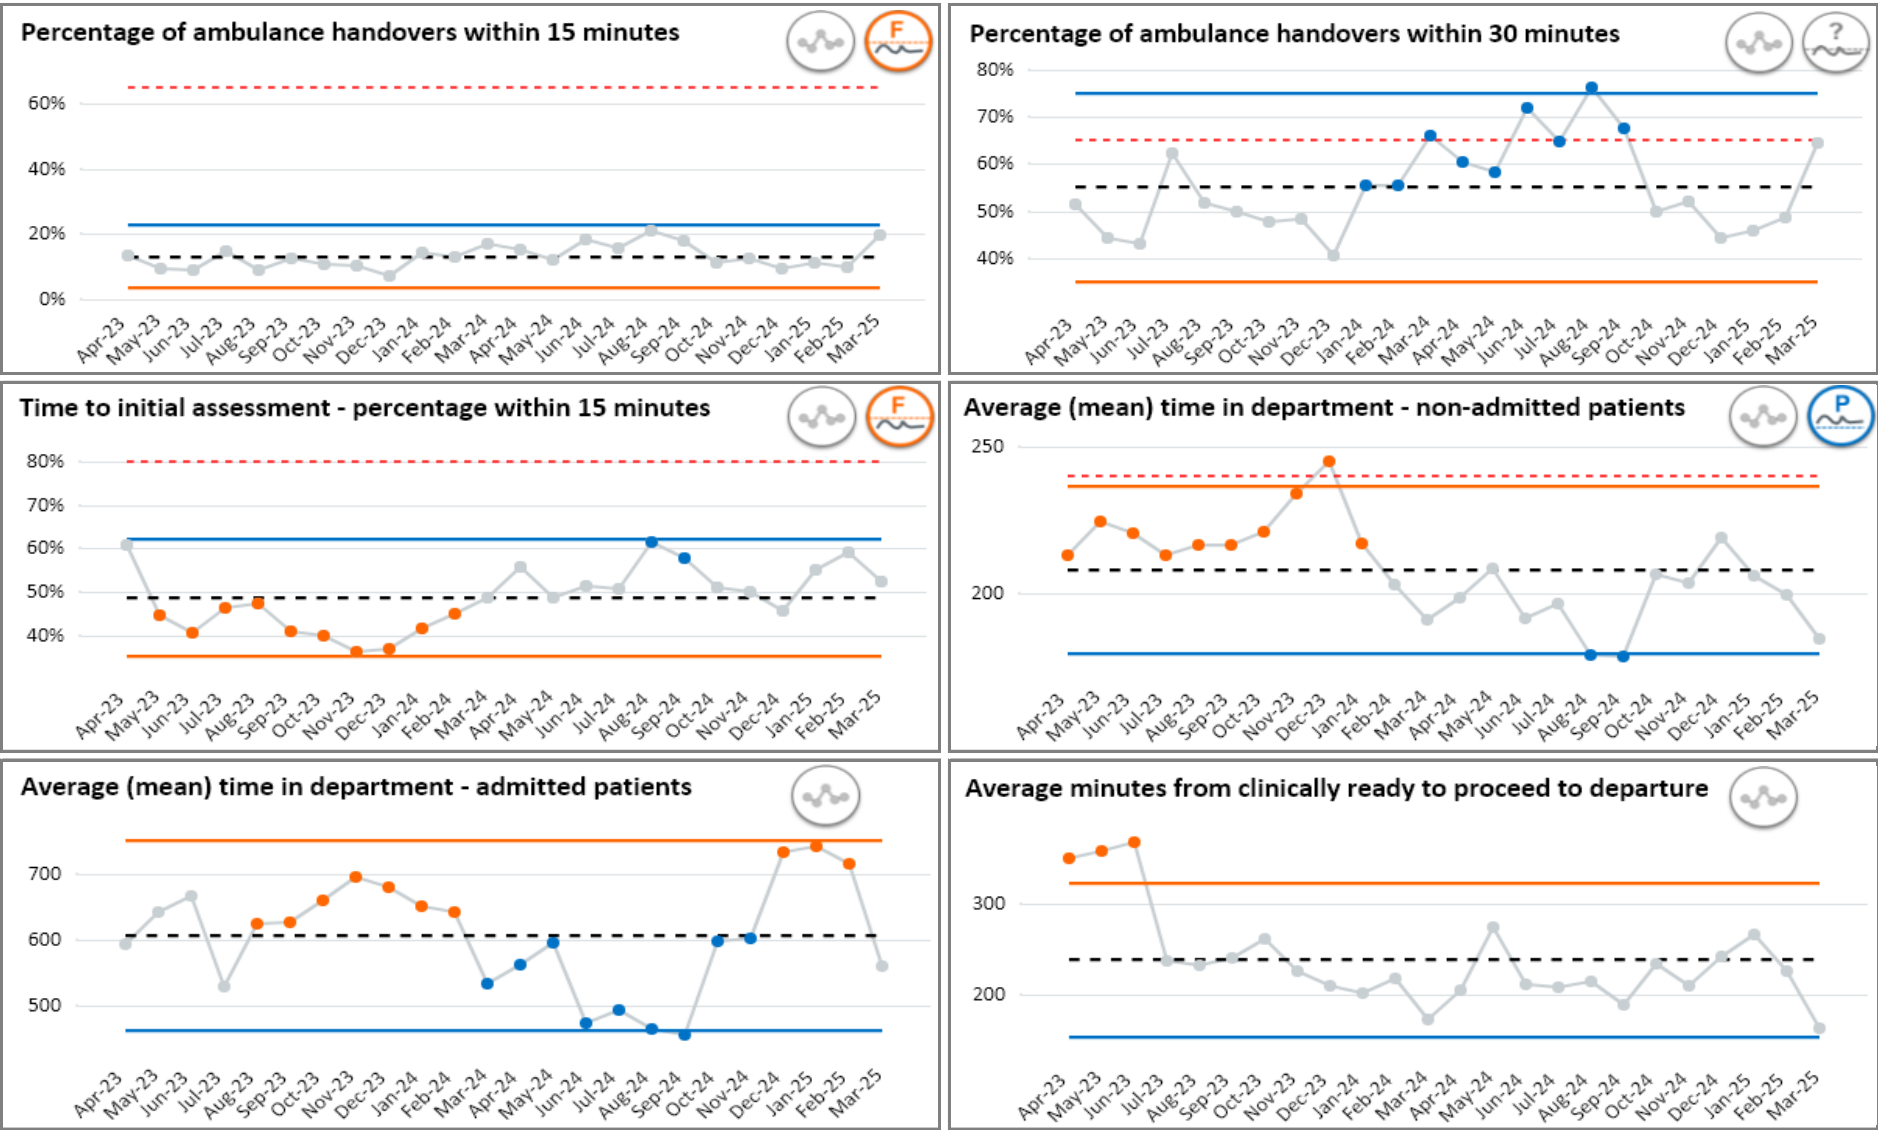 Percentage of ambulance handovers within 15 minutes
F
60%
40%
20%
0%
Apr-23 May-23 Jun-23 Jul-23 Aug-23 Sep-23 Oct-23 Nov-23 Dec-23 Jan-24 Feb-24 Mar-24 Apr-24 May-24 Jun-24 Jul-24 Aug-24 Sep-24 Oct-24 Nov-24 Dec-24 Jan-25 Feb-25 Mar-25
Percentage of ambulance handovers within 30 minutes
?
80%
70%
60%
50%
40%
Apr-23 May-23 Jun-23 Jul-23 Aug-23 Sep-23 Oct-23 Nov-23 Dec-23 Jan-24 Feb-24 Mar-24 Apr-24 May-24 Jun-24 Jul-24 Aug-24 Sep-24 Oct-24 Nov-24 Dec-24 Jan-25 Feb-25 Mar-25
Time to initial assessment - percentage within 15 minutes
F
80%
70%
60%
50%
40%
Apr-23 May-23 Jun-23 Jul-23 Aug-23 Sep-23 Oct-23 Nov-23 Dec-23 Jan-24 Feb-24 Mar-24 Apr-24 May-24 Jun-24 Jul-24 Aug-24 Sep-24 Oct-24 Nov-24 Dec-24 Jan-25 Feb-25 Mar-25
Average (mean) time in department - non-admitted patients
P
250
200
Apr-23 May-23 Jun-23 Jul-23 Aug-23 Sep-23 Oct-23 Nov-23 Dec-23 Jan-24 Feb-24 Mar-24 Apr-24 May-24 Jun-24 Jul-24 Aug-24 Sep-24 Oct-24 Nov-24 Dec-24 Jan-25 Feb-25 Mar-25
Average (mean) time in department - admitted patients
700
600
500
Apr-23 May-23 Jun-23 Jul-23 Aug-23 Sep-23 Oct-23 Nov-23 Dec-23 Jan-24 Feb-24 Mar-24 Apr-24 May-24 Jun-24 Jul-24 Aug-24 Sep-24 Oct-24 Nov-24 Dec-24 Jan-25 Feb-25 Mar-25
Average minutes from clinically ready to proceed to departure
300
200
Apr-23 May-23 Jun-23 Jul-23 Aug-23 Sep-23 Oct-23 Nov-23 Dec-23 Jan-24 Feb-24 Mar-24 Apr-24 May-24 Jun-24 Jul-24 Aug-24 Sep-24 Oct-24 Nov-24 Dec-24 Jan-25 Feb-25 Mar-25